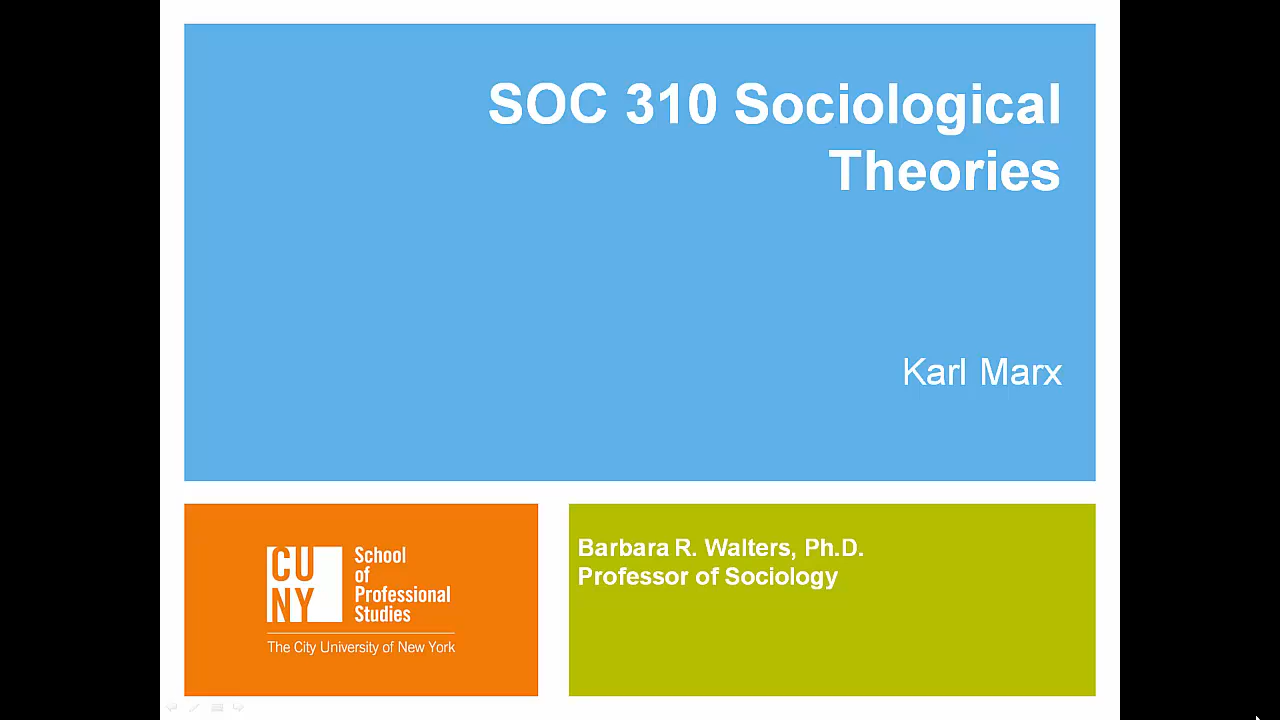 SOC 310 Sociological
Theories
Karl Marx
CU
NY
School
of
Professional
Studies
The City University of New York
Barbara R. Walters, Ph.D.
Professor of Sociology